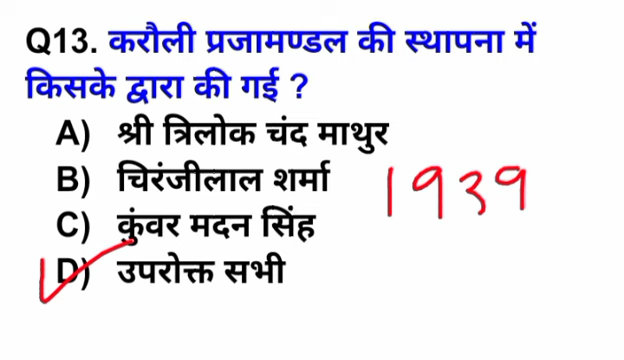 Q13. करौली प्रजामण्डल की स्थापना में
किसके द्वारा की गई ?
A) श्री त्रिलोक चंद माथुर
B) चिरंजीलाल शर्मा
1939
C) कुंवर मदन सिंह
D) उपरोक्त सभी